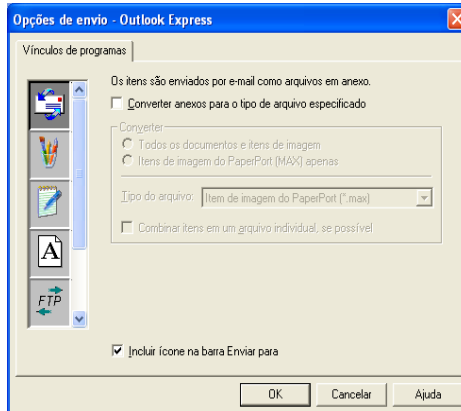 Opções de envio - Outlook Express
Vínculos de programas
Os itens são enviados por e-mail como arquivos em anexo.
Converter anexos para o tipo de arquivo especificado
Converter
Todos os documentos e itens de imagem
Itens de imagem do PaperPort (MAX) apenas
Tipo do arquivo: Item de imagem do PaperPort (*.max)
Combinar itens em um arquivo individual, se possível
A
FTP
Incluir ícone na barra Enviar para
OK Cancelar Ajuda